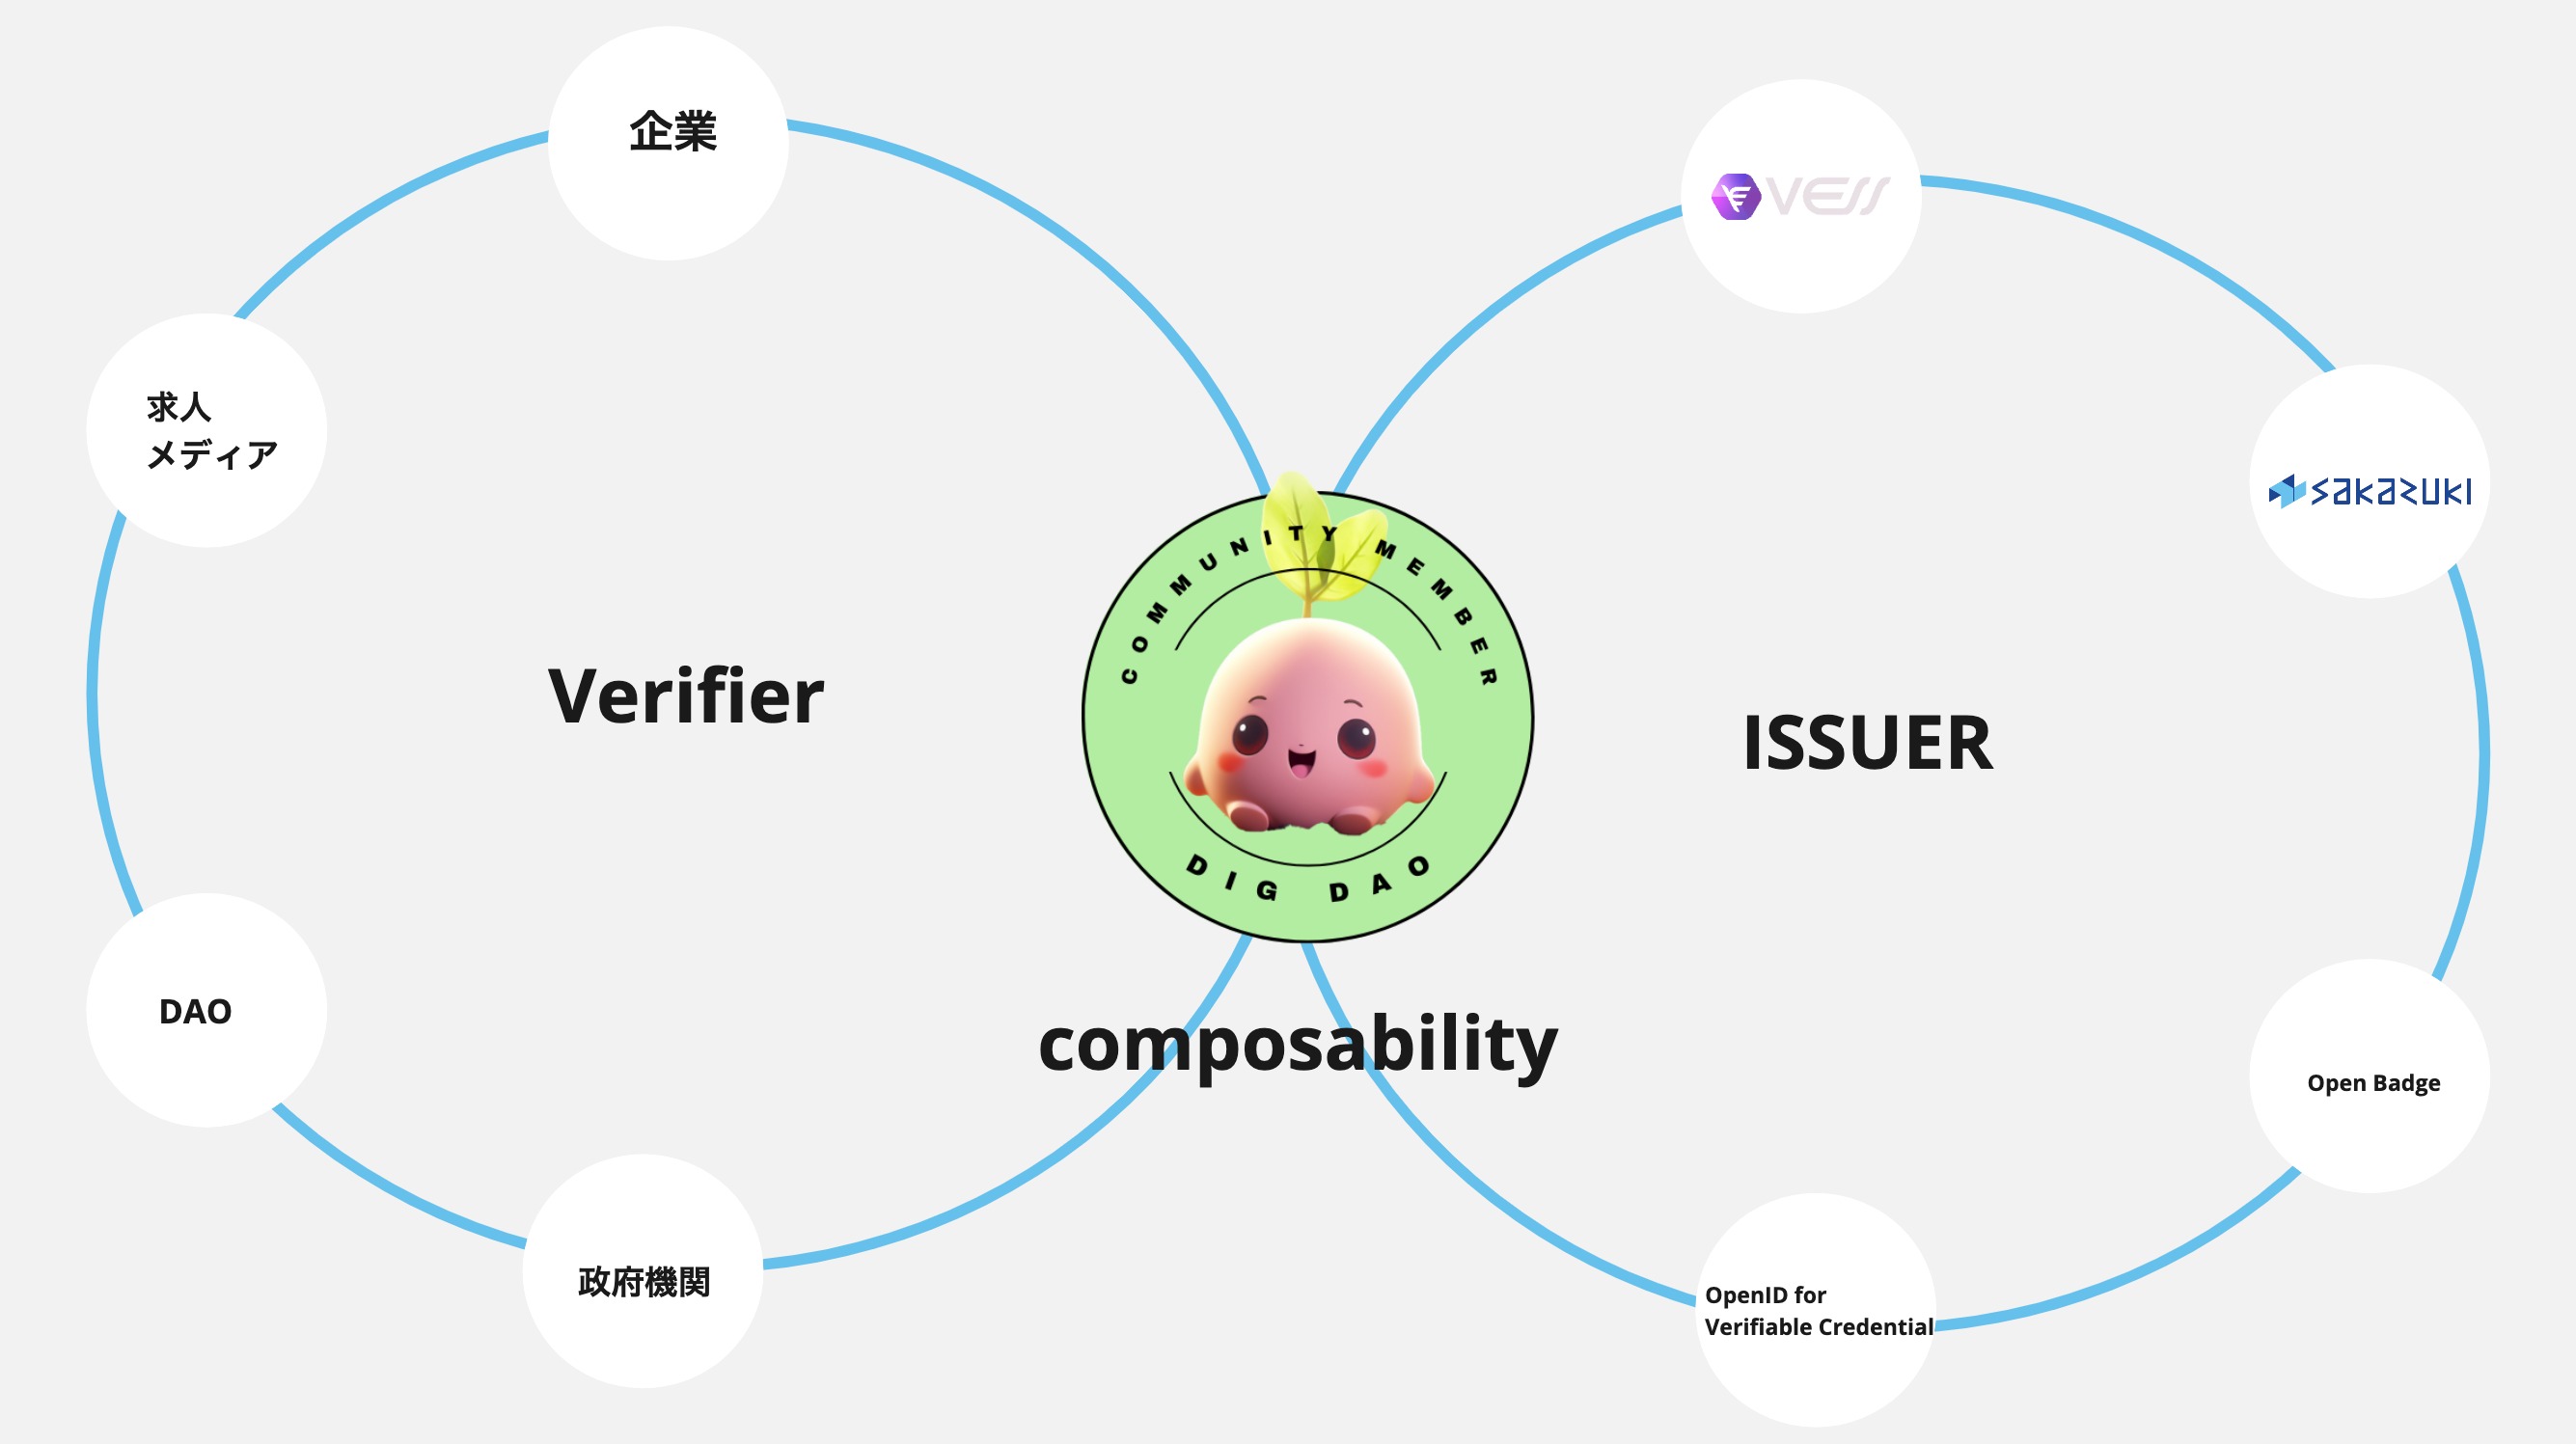 企業
求人
メディア
Verifier
DAO
政府機関
COMMUNITY MEMBER
DIG DAO
composability
VESS
SAKAZUKI
ISSUER
Open Badge
OpenID for
Verifiable Credential